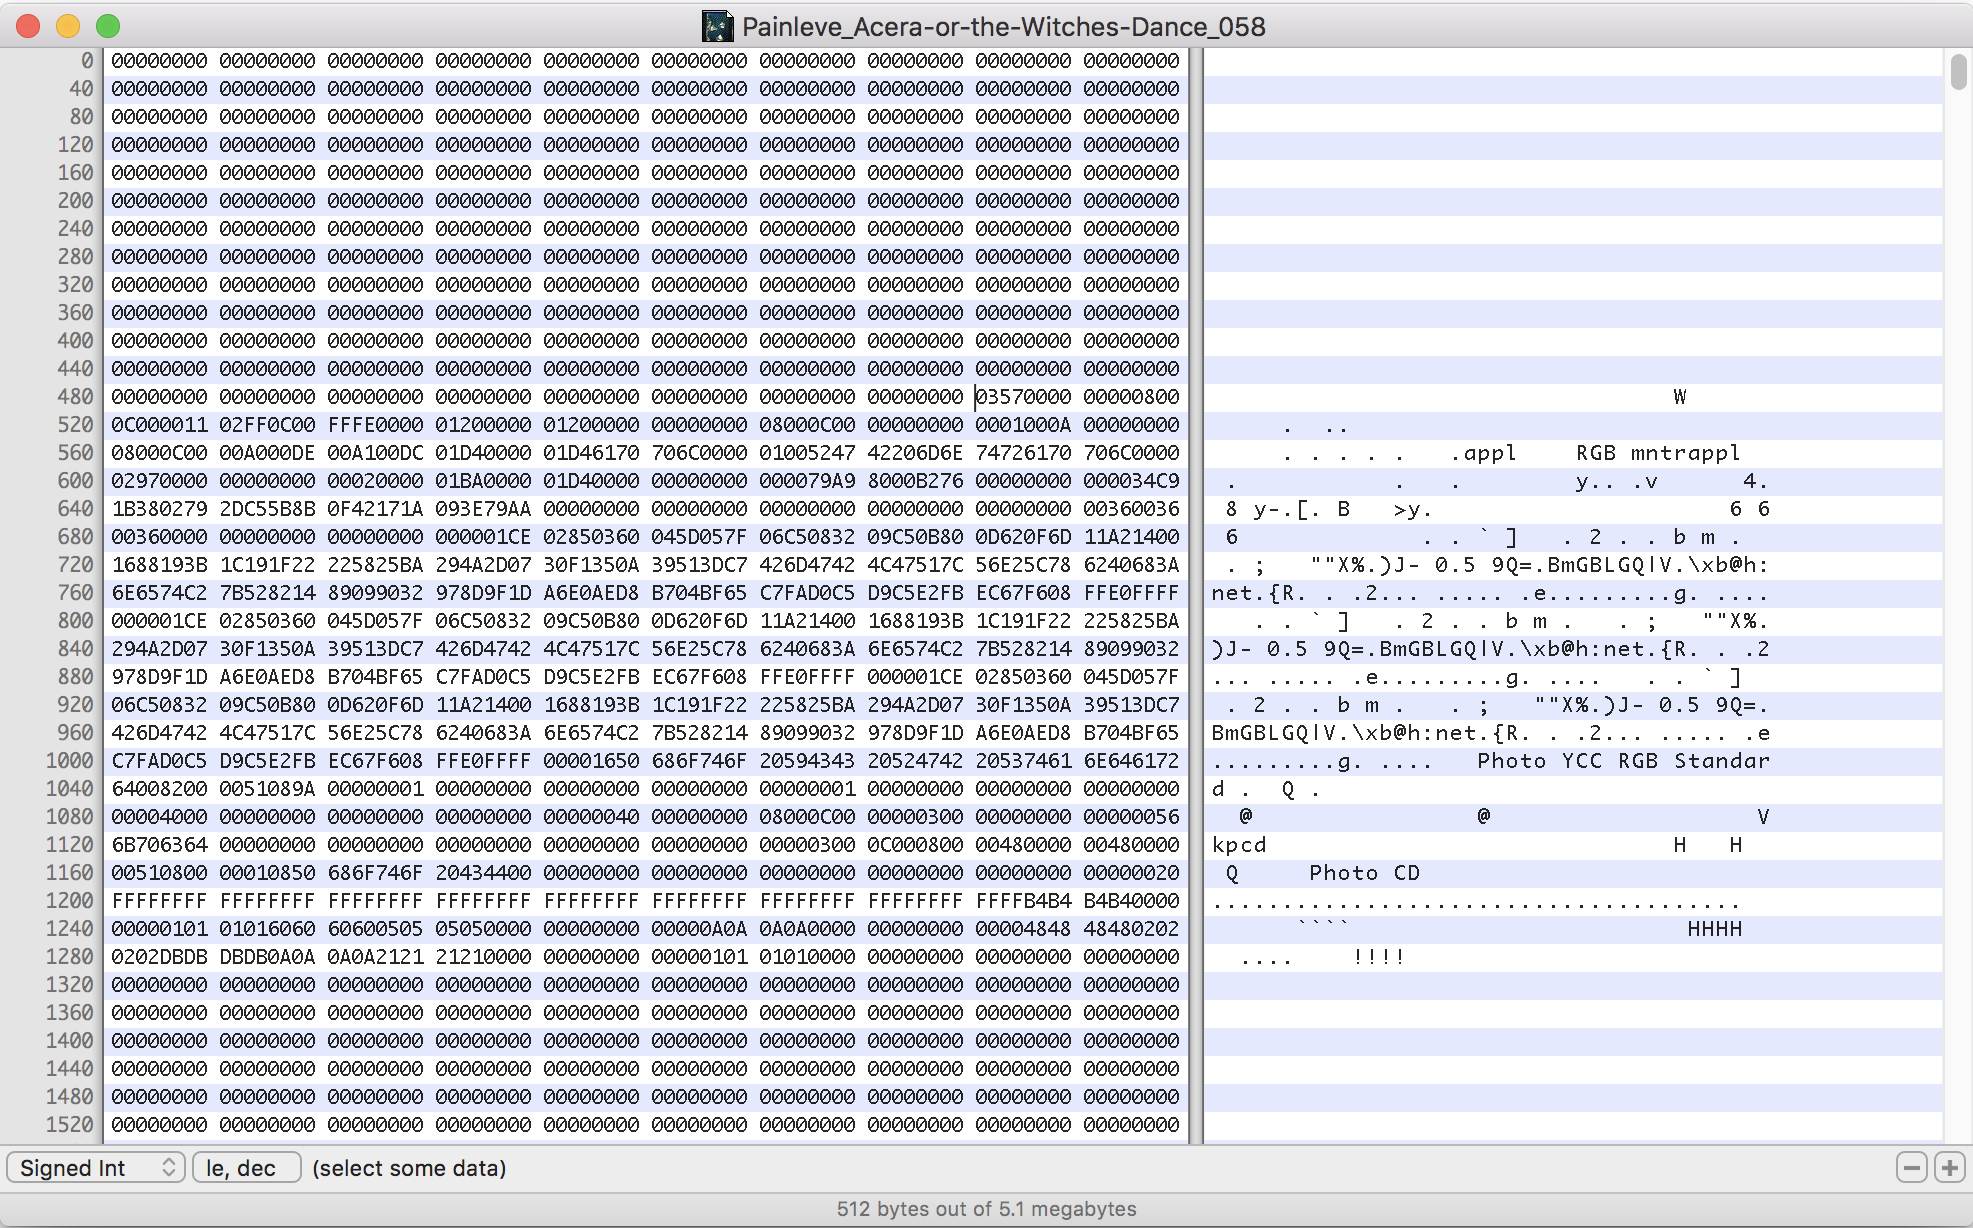 Painleve_Acera-or-the-Witches-Dance_058
0 00000000 00000000 00000000 00000000 00000000 00000000 00000000 00000000 00000000 00000000
40 00000000 00000000 00000000 00000000 00000000 00000000 00000000 00000000 00000000 00000000
80 00000000 00000000 00000000 00000000 00000000 00000000 00000000 00000000 00000000 00000000
120 00000000 00000000 00000000 00000000 00000000 00000000 00000000 00000000 00000000 00000000
160 00000000 00000000 00000000 00000000 00000000 00000000 00000000 00000000 00000000 00000000
200 00000000 00000000 00000000 00000000 00000000 00000000 00000000 00000000 00000000 00000000
240 00000000 00000000 00000000 00000000 00000000 00000000 00000000 00000000 00000000 00000000
280 00000000 00000000 00000000 00000000 00000000 00000000 00000000 00000000 00000000 00000000
320 00000000 00000000 00000000 00000000 00000000 00000000 00000000 00000000 00000000 00000000
360 00000000 00000000 00000000 00000000 00000000 00000000 00000000 00000000 00000000 00000000
400 00000000 00000000 00000000 00000000 00000000 00000000 00000000 00000000 00000000 00000000
440 00000000 00000000 00000000 00000000 00000000 00000000 00000000 00000000 00000000 00000000
480 00000000 00000000 00000000 00000000 00000000 00000000 00000000 00000000 03570000 00000800 W
520 0C000011 02FF0C00 FFFE0000 01200000 01200000 00000000 08000C00 00000000 0001000A 00000000 . ..
560 08000C00 00A000DE 00A100DC 01D40000 01D46170 706C0000 01005247 42206D6E 74726170 706C0000 . . . . . .appl RGB mntrappl
600 02970000 00000000 00020000 01BA0000 01D40000 000079A9 8000B276 00000000 000034C9 . . . y.. .v 4.
640 1B380279 2DC55B8B 0F42171A 093E79AA 00000000 00000000 00000000 00000000 00000000 00360036 8 y-.[. B >y. 6 6
680 00360000 00000000 00000000 000001CE 02850360 045D057F 06C50832 09C50B80 0D620F6D 11A21400 6 . . ` ] . 2 . . b m .
720 1688193B 1C191F22 225825BA 294A2D07 30F1350A 39513DC7 426D4742 4C47517C 56E25C78 6240683A . ; ""X%.)J- 0.5 9Q=.BmGBLGQ|V.\xb@h:
760 6E6574C2 7B528214 89099032 978D9F1D A6E0AED8 B704BF65 C7FAD0C5 D9C5E2FB EC67F608 FFE0FFFF net.{R. . .2... ..... .e.........g. ....
800 000001CE 02850360 045D057F 06C50832 09C50B80 0D620F6D 11A21400 1688193B 1C191F22 225825BA . . ` ] . 2 . . b m . . ; ""X%.
840 294A2D07 30F1350A 39513DC7 426D4742 4C47517C 56E25C78 6240683A 6E6574C2 7B528214 89099032 )J- 0.5 9Q=.BmGBLGQ|V.\xb@h:net.{R. . .2
880 978D9F1D A6E0AED8 B704BF65 C7FAD0C5 D9C5E2FB EC67F608 FFE0FFFF 000001CE 02850360 045D057F ... ..... .e.........g. .... . . ` ]
920 06C50832 09C50B80 0D620F6D 11A21400 1688193B 1C191F22 225825BA 294A2D07 30F1350A 39513DC7 . 2 . . b m . . ; ""X%.)J- 0.5 9Q=.
960 426D4742 4C47517C 56E25C78 6240683A 6E6574C2 7B528214 89099032 978D9F1D A6E0AED8 B704BF65 BmGBLGQ|V.\xb@h:net.{R. . .2... ..... .e
1000 C7FAD0C5 D9C5E2FB EC67F608 FFE0FFFF 00001650 686F746F 20594343 20524742 20537461 6E646172 .........g. .... Photo YCC RGB Standar
1040 64008200 0051089A 00000001 00000000 00000000 00000000 00000001 00000000 00000000 00000000 d . Q .
1080 00004000 00000000 00000000 00000000 00000040 00000000 08000C00 00000300 00000000 00000056 @ @ V
1120 6B706364 00000000 00000000 00000000 00000000 00000000 00000300 0C000800 00480000 00480000 kpcd H H
1160 00510800 00010850 686F746F 20434400 00000000 00000000 00000000 00000000 00000000 00000020 Q Photo CD
1200 FFFFFFFF FFFFFFFF FFFFFFFF FFFFFFFF FFFFFFFF FFFFFFFF FFFFFFFF FFFFFFFF FFFFB4B4 B4B40000 ......................................
1240 00000101 01016060 60600505 05050000 00000000 00000A0A 0A0A0000 00000000 00004848 48480202 ```` HHHH
1280 0202DBDB DBDB0A0A 0A0A2121 21210000 00000000 00000101 01010000 00000000 00000000 00000000 .... !!!!
1320 00000000 00000000 00000000 00000000 00000000 00000000 00000000 00000000 00000000 00000000
1360 00000000 00000000 00000000 00000000 00000000 00000000 00000000 00000000 00000000 00000000
1400 00000000 00000000 00000000 00000000 00000000 00000000 00000000 00000000 00000000 00000000
1440 00000000 00000000 00000000 00000000 00000000 00000000 00000000 00000000 00000000 00000000
1480 00000000 00000000 00000000 00000000 00000000 00000000 00000000 00000000 00000000 00000000
1520 00000000 00000000 00000000 00000000 00000000 00000000 00000000 00000000 00000000 00000000
Signed Int le, dec (select some data)
512 bytes out of 5.1 megabytes